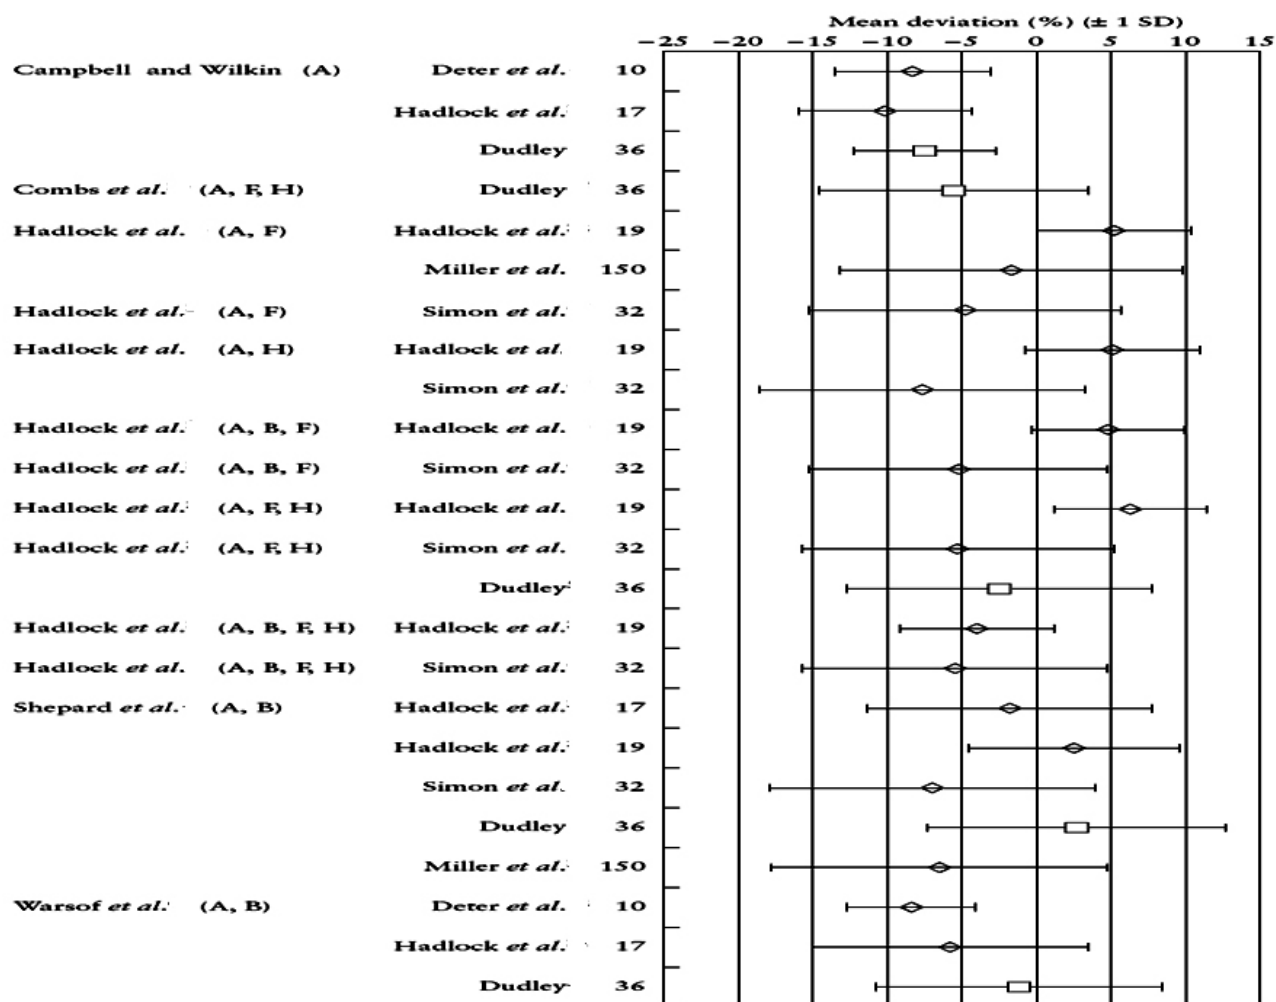 Mean deviation (%) (± 1 SD)
−25 −20 −15 −10 −5 0 5 10 15
Campbell and Wilkin (A) Deter et al. 10
Hadlock et al. 17
Dudley 36
Combs et al. (A, F, H) Dudley 36
Hadlock et al. (A, F) Hadlock et al. 19
Miller et al. 150
Hadlock et al. (A, F) Simon et al. 32
Hadlock et al. (A, H) Hadlock et al. 19
Simon et al. 32
Hadlock et al. (A, B, F) Hadlock et al. 19
Hadlock et al. (A, B, F) Simon et al. 32
Hadlock et al. (A, F, H) Hadlock et al. 19
Hadlock et al. (A, F, H) Simon et al. 32
Dudley 36
Hadlock et al. (A, B, F, H) Hadlock et al. 19
Hadlock et al. (A, B, F, H) Simon et al. 32
Shepard et al. (A, B) Hadlock et al. 17
Hadlock et al. 19
Simon et al. 32
Dudley 36
Miller et al. 150
Warsof et al. (A, B) Deter et al. 10
Hadlock et al. 17
Dudley 36